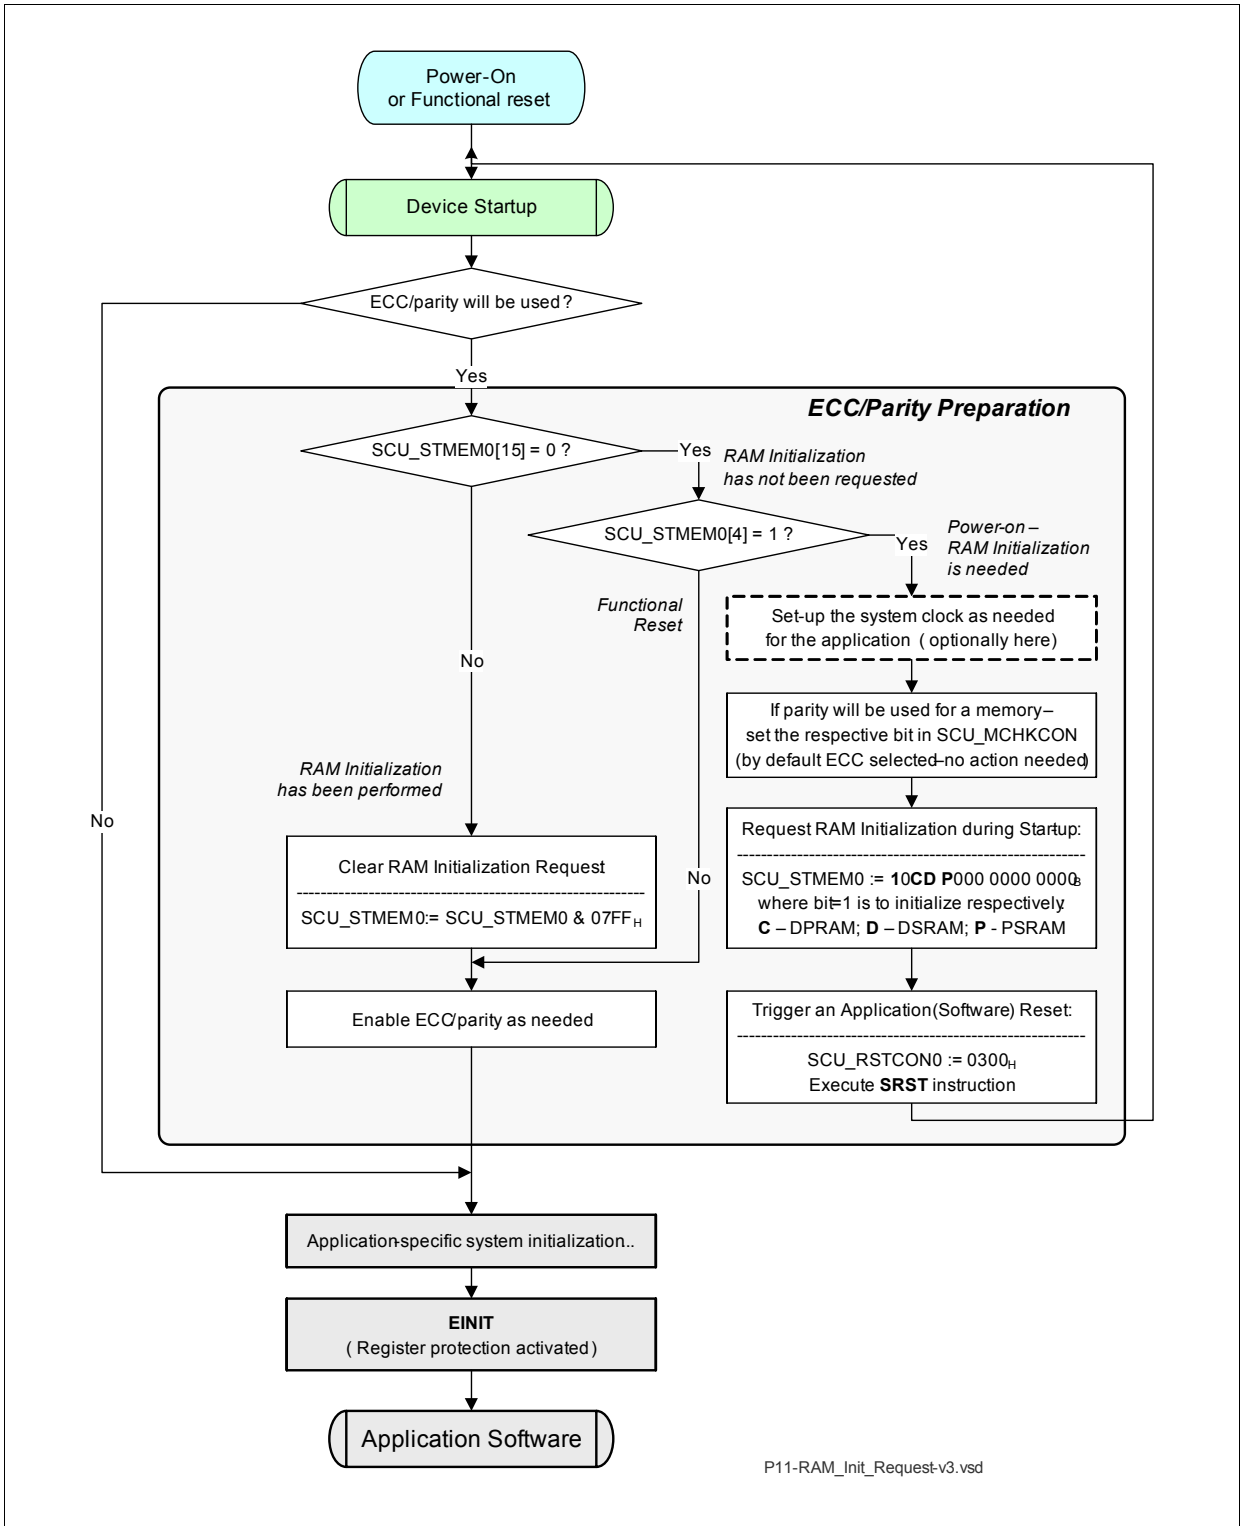 Power-On
or Functional reset
Device Startup
ECC/parity will be used ?
Yes
ECC/Parity Preparation
SCU_STMEM0[15] = 0 ?
Yes
RAM Initialization
has not been requested
SCU_STMEM0[4] = 1 ?
Yes
Power-on –
RAM Initialization
is needed
Functional
Reset
Set-up the system clock as needed
for the application ( optionally here)
No
If parity will be used for a memory–
set the respective bit in SCU_MCHKCON
(by default ECC selected–no action needed)
RAM Initialization
has been performed
No
Request RAM Initialization during Start-up:
SCU_STMEM0 := 10CD P000 0000 0000B
where bit=1 is to initialize respectively
C – DPRAM; D – DSRAM; P - PSRAM
Clear RAM Initialization Request
SCU_STMEM0:= SCU_STMEM0 & 07FFH
No
Enable ECC/parity as needed
Trigger an Application(Software) Reset:
SCU_RSTCON0 := 0300H
Execute SRST instruction
Application-specific system initialization..
EINIT
( Register protection activated )
Application Software
P11-RAM_Init_Request-v3.vsd